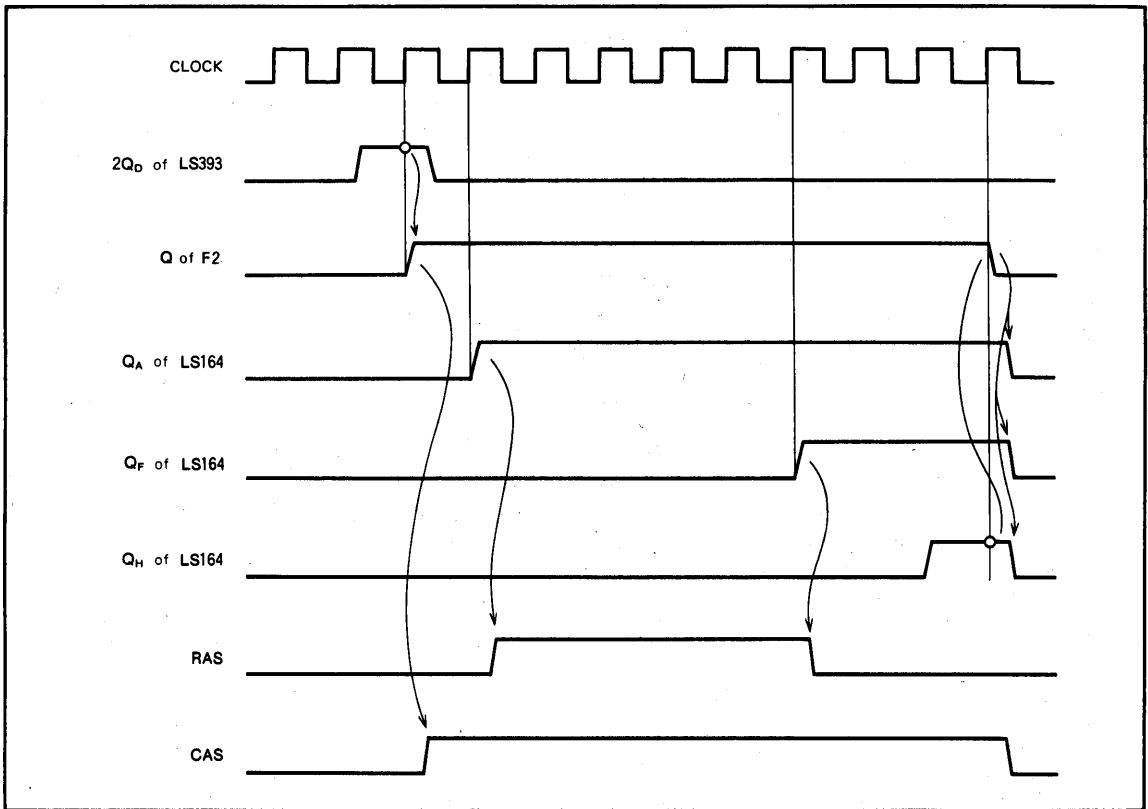 CLOCK
2QD of LS393
Q of F2
QA of LS164
QF of LS164
QH of LS164
RAS
CAS